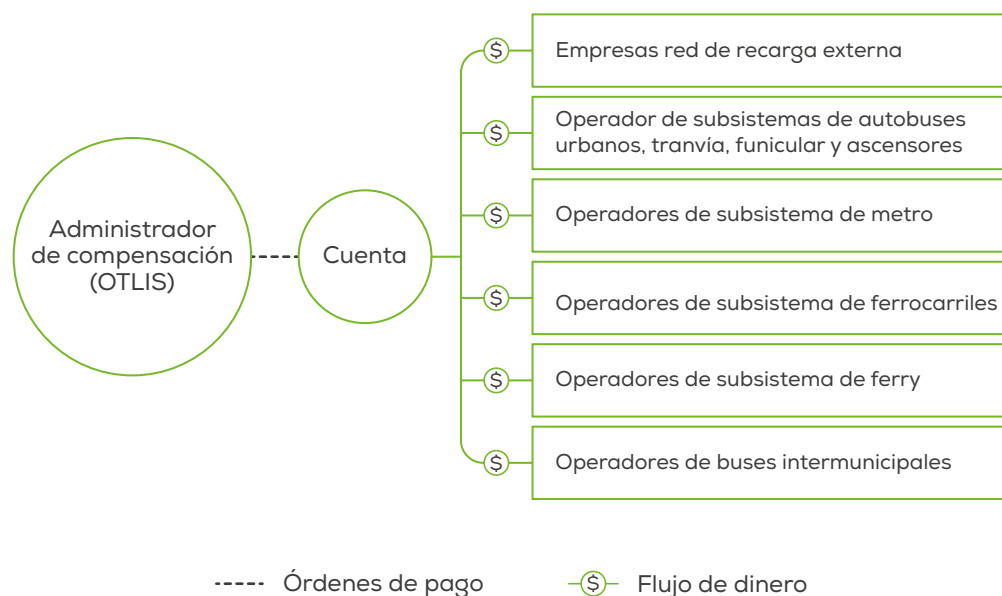 $ Empresas red de recarga externa
$ Operador de subsistemas de autobuses
urbanos, tranvía, funicular y ascensores
Administrador
de compensación
(OTLIS)
Cuenta
$ Operadores de subsistema de metro
$ Operadores de subsistema de ferrocarriles
$ Operadores de subsistema de ferry
$ Operadores de buses intermunicipales
Órdenes de pago
$ Flujo de dinero